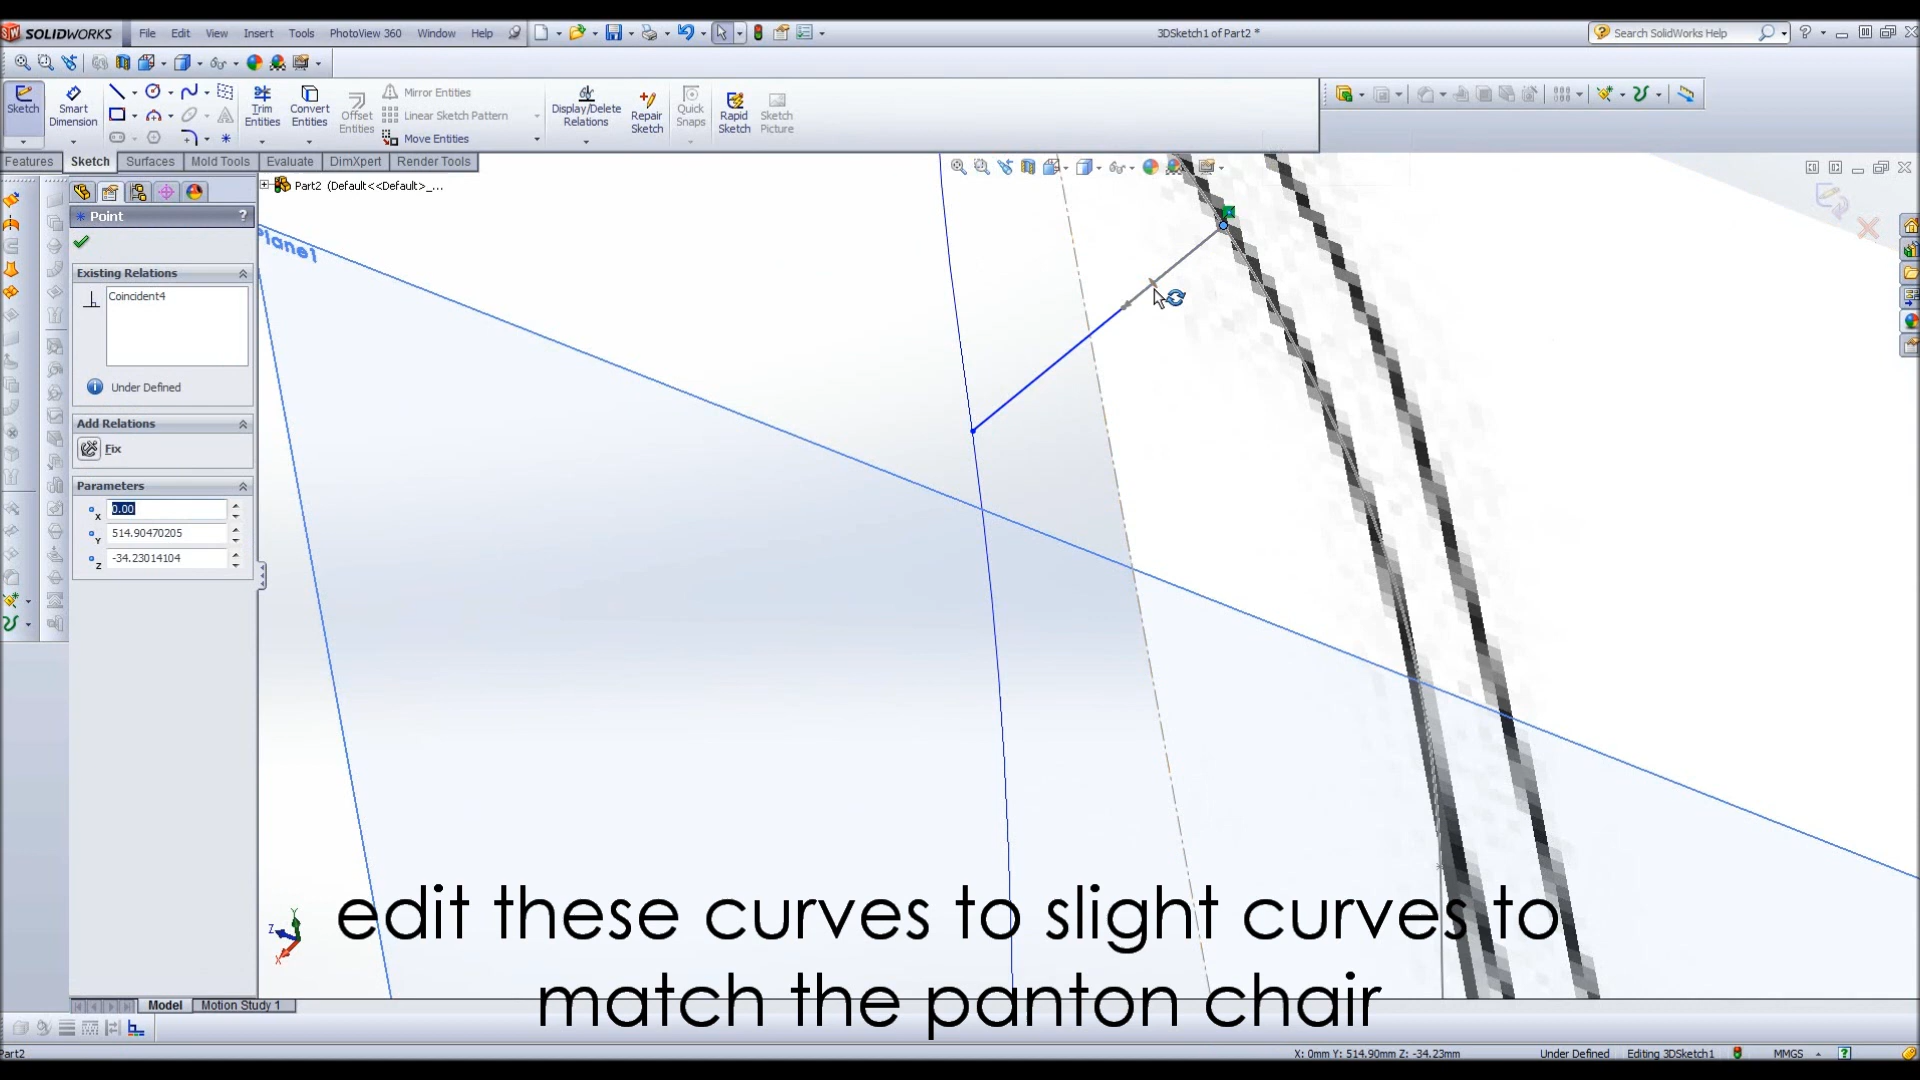 SOLIDWORKS File Edit View Insert Tools PhotoView 360 Window Help 3DSketch1 of Part2 * Search SolidWorks Help
Sketch Smart Dimension Trim Entities Convert Entities Offset Entities Mirror Entities Linear Sketch Pattern Move Entities Display/Delete Relations Repair Sketch Quick Snaps Rapid Sketch Sketch Picture
Features Sketch Surfaces Mold Tools Evaluate DimXpert Render Tools
Part2 (Default<<Default>_...
Point ?
Plane1
Existing Relations
Coincident4
Under Defined
Add Relations
Fix
Parameters
X 0.00
Y 514.90470205
Z -34.23014104
Y
Z
X
edit these curves to slight curves to
match the panton chair
Model Motion Study 1
Part2 X: 0mm Y: 514.90mm Z: -34.23mm Under Defined Editing 3DSketch1 MMGS